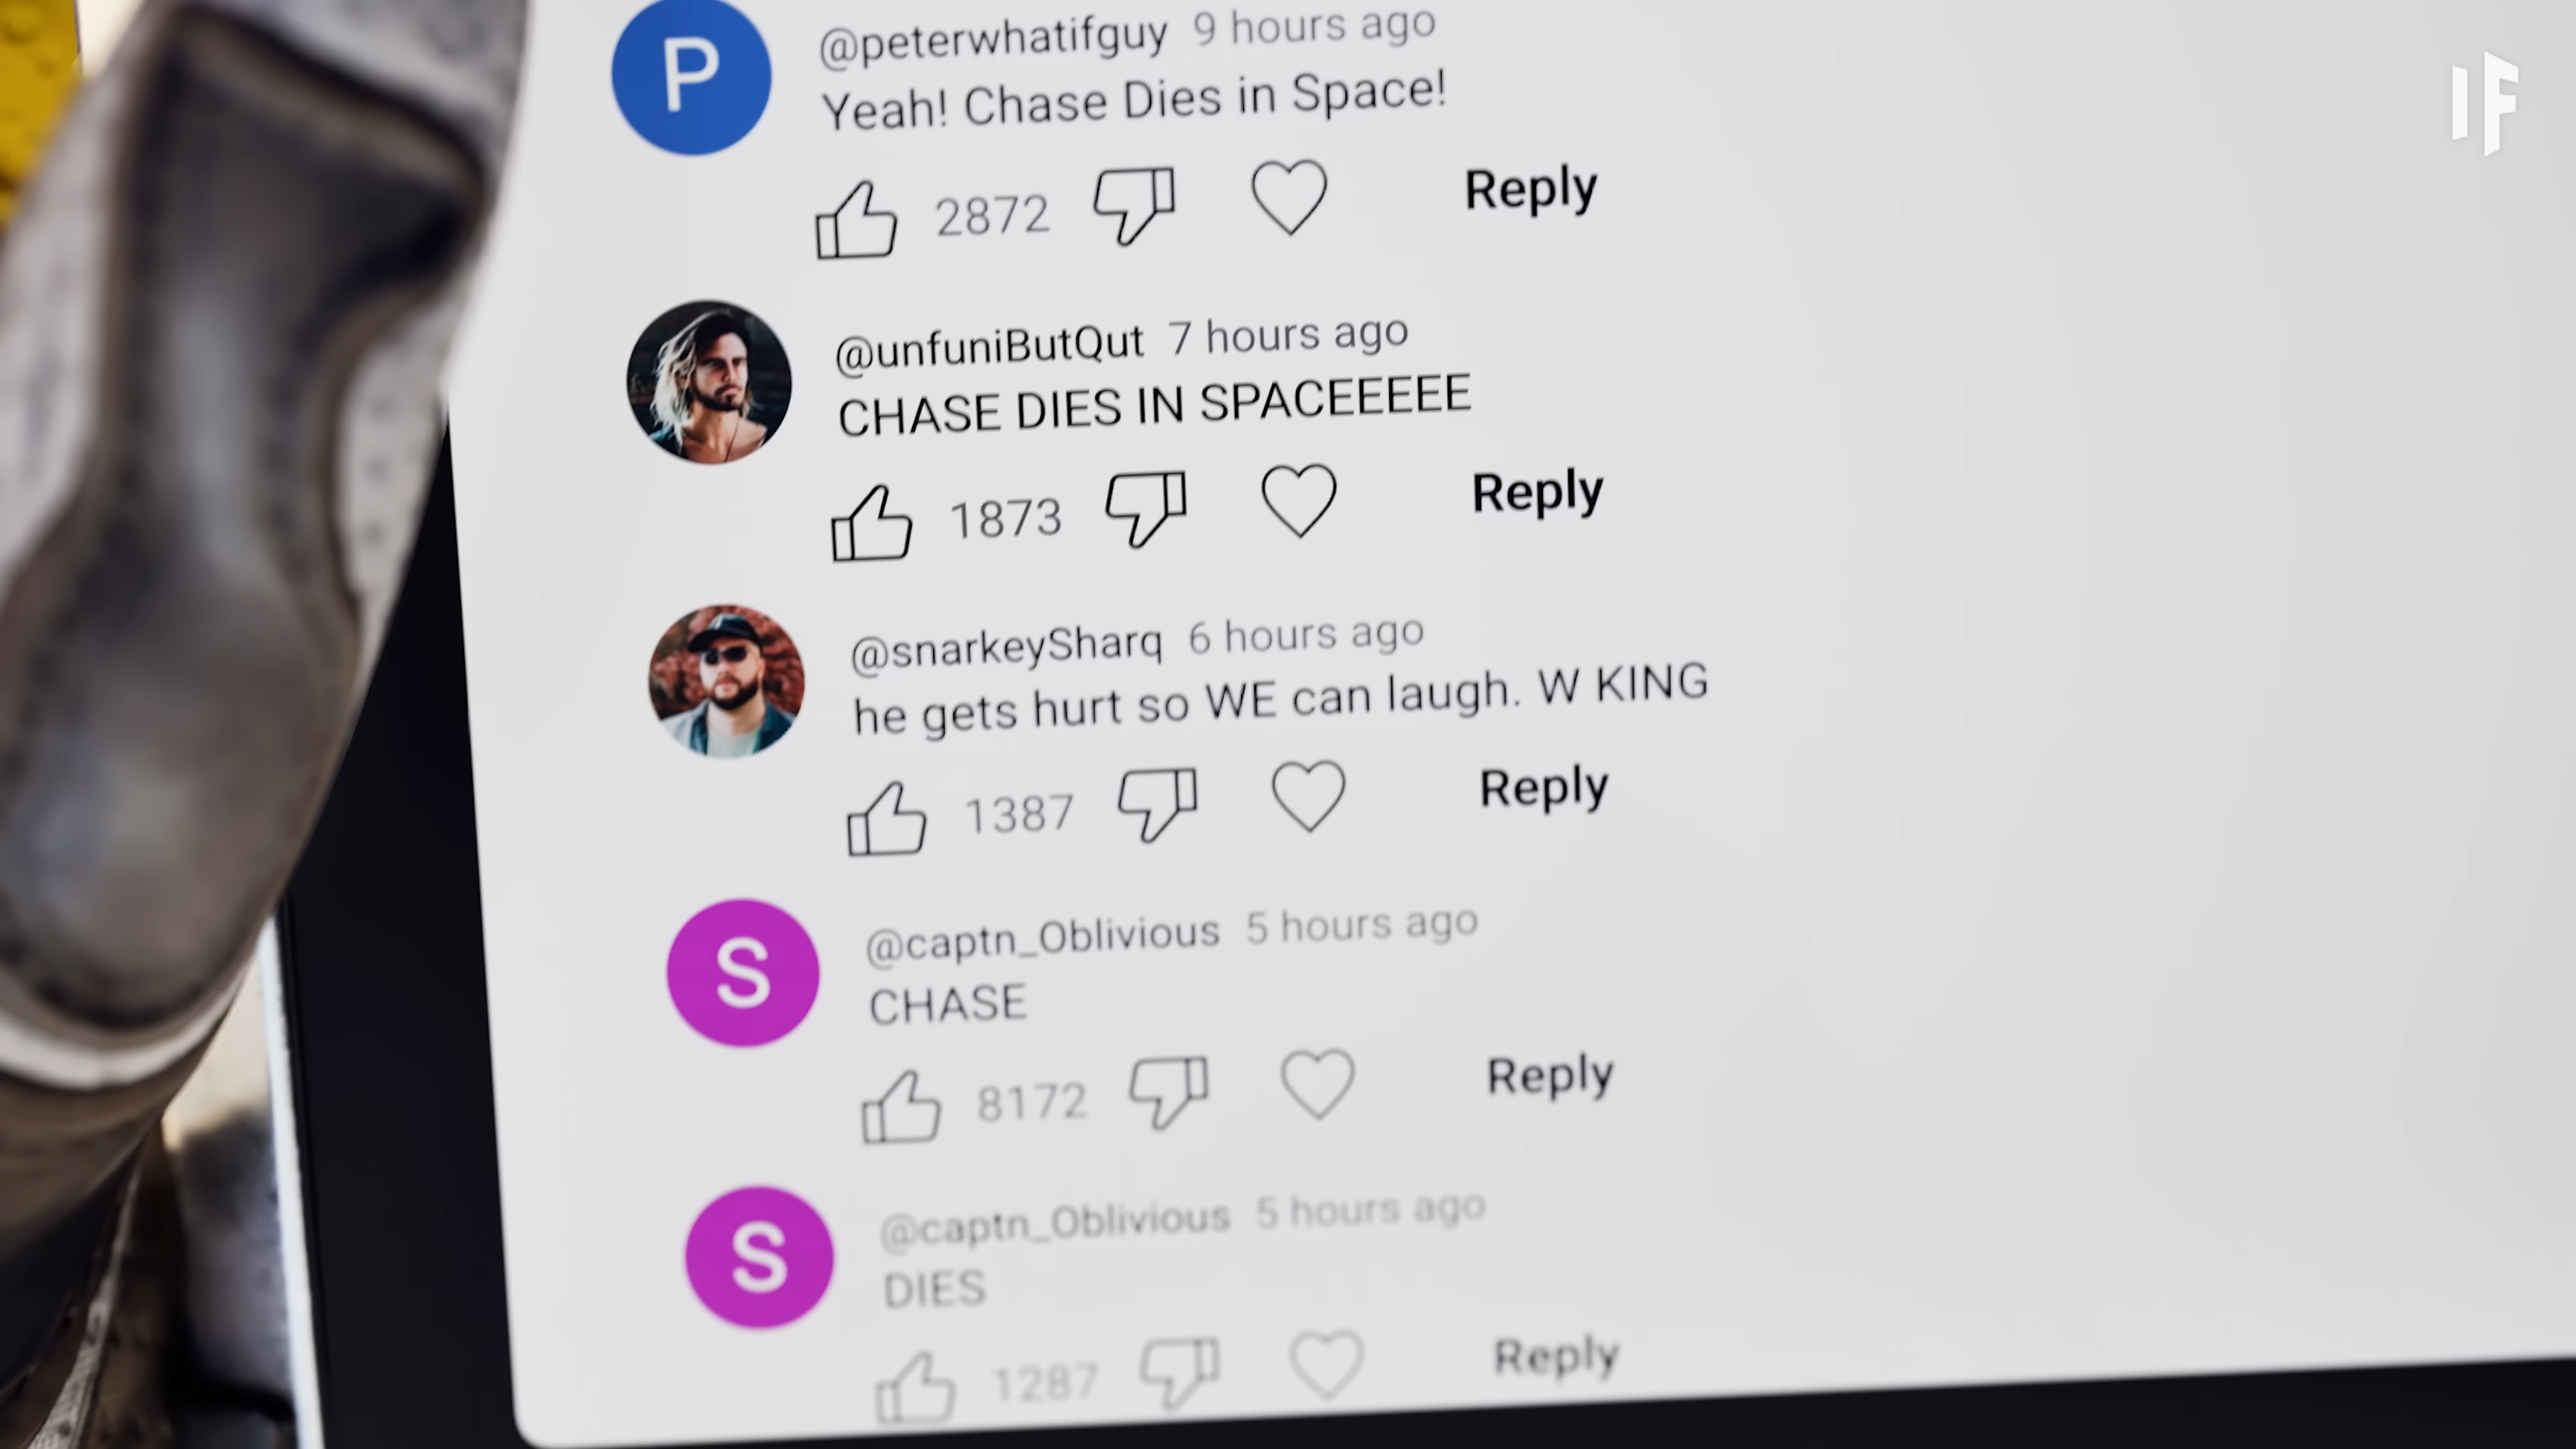 IF
P
@peterwhatifguy 9 hours ago
Yeah! Chase Dies in Space!
2872 Reply
@unfuniButQut 7 hours ago
CHASE DIES IN SPACEEEEE
1873 Reply
@snarkeySharq 6 hours ago
he gets hurt so WE can laugh. W KING
1387 Reply
S
@captn_Oblivious 5 hours ago
CHASE
8172 Reply
S
@captn_Oblivious 5 hours ago
DIES
1287 Reply